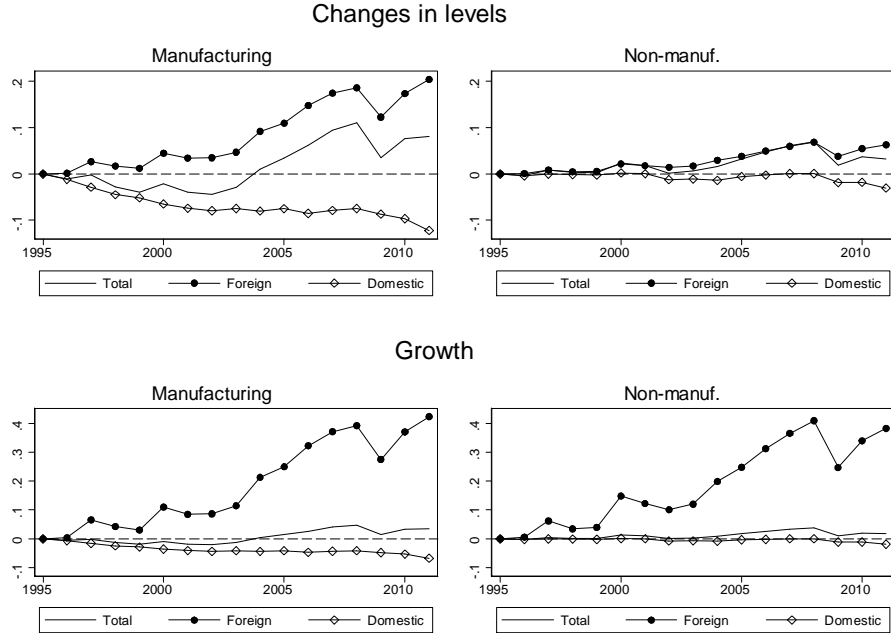 Changes in levels
Manufacturing
Non-manuf.
.2
.1
0
-.1
1995 2000 2005 2010
Total Foreign Domestic
.2
.1
0
-.1
1995 2000 2005 2010
Total Foreign Domestic
Growth
Manufacturing
Non-manuf.
.4
.3
.2
.1
0
-.1
1995 2000 2005 2010
Total Foreign Domestic
.4
.3
.2
.1
0
-.1
1995 2000 2005 2010
Total Foreign Domestic